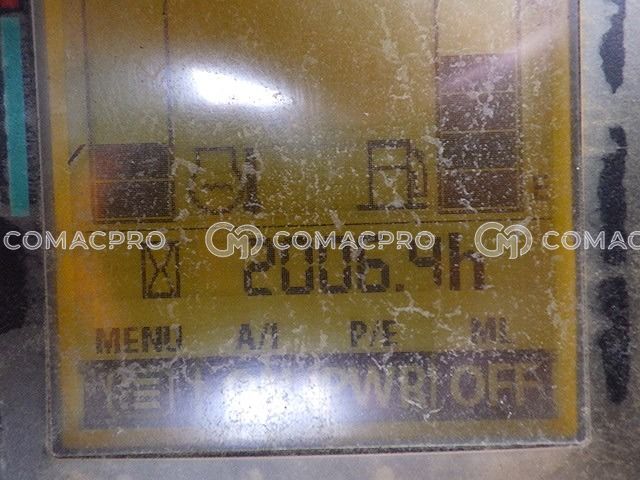 E
COMACPRO COMACPRO COMACPRO
2006.4h
MENU A/I P/E ML
PWR OFF